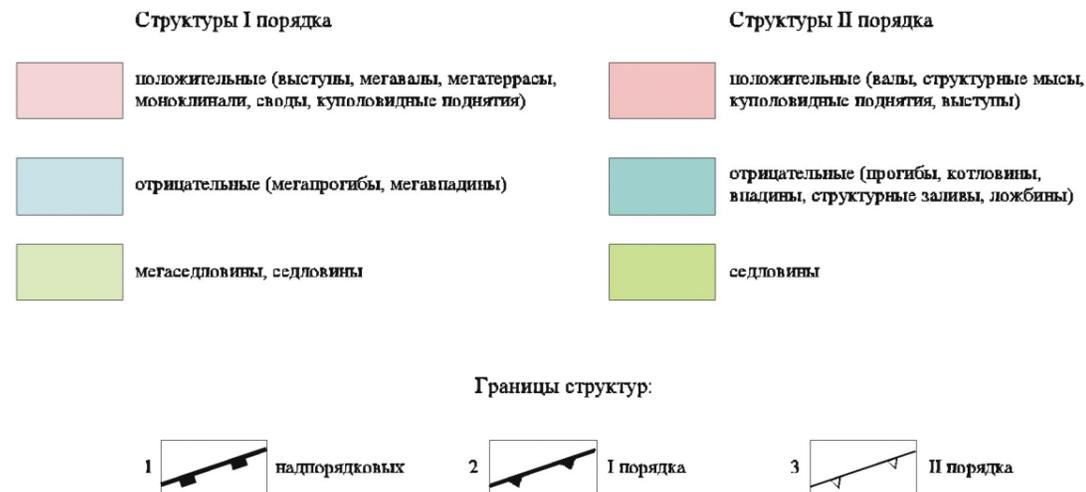 Структуры I порядка
положительные (выступы, мегавалы, мегатеррасы,
моноклинали, своды, куполовидные поднятия)
отрицательные (мегапрогибы, мегавпадины)
мегаседловины, седловины
Структуры II порядка
положительные (валы, структурные мысы,
куполовидные поднятия, выступы)
отрицательные (прогибы, котловины,
впадины, структурные заливы, ложбины)
седловины
Границы структур:
1 надпорядковых
2 I порядка
3 II порядка